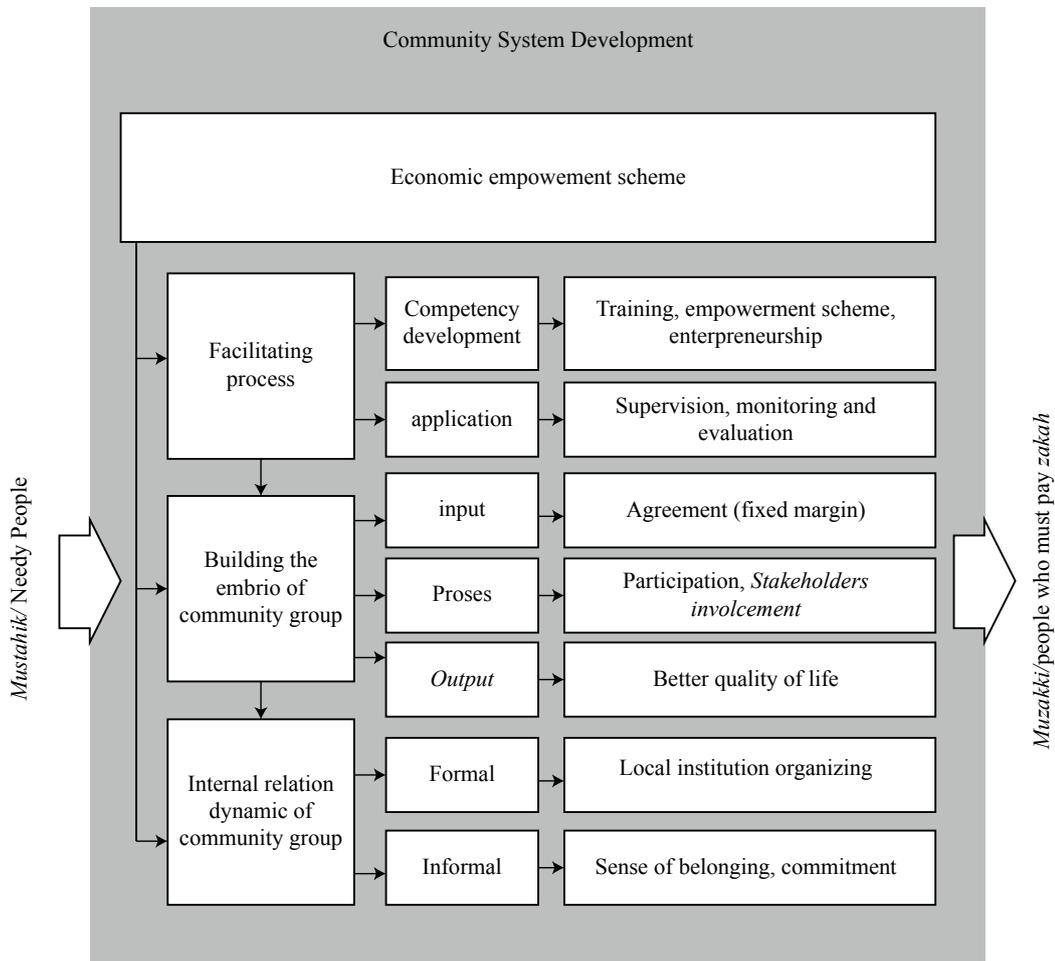 Community System Development
Economic empowement scheme
Facilitating
process
Competency
development
Training, empowerment scheme,
enterpreneurship
application
Supervision, monitoring and
evaluation
Building the
embrio of
community group
input
Agreement (fixed margin)
Proses
Participation, Stakeholders
involcement
Output
Better quality of life
Internal relation
dynamic of
community group
Formal
Local institution organizing
Informal
Sense of belonging, commitment
Mustahik/ Needy People
Muzakki/people who must pay zakah